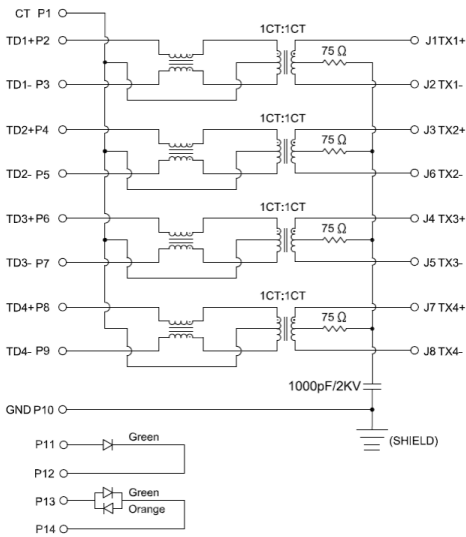 CT P1
1CT:1CT
TD1+ P2
75 Ω
J1 TX1+
TD1- P3
J2 TX1-
1CT:1CT
TD2+ P4
75 Ω
J3 TX2+
TD2- P5
J6 TX2-
1CT:1CT
TD3+ P6
75 Ω
J4 TX3+
TD3- P7
J5 TX3-
1CT:1CT
TD4+ P8
75 Ω
J7 TX4+
TD4- P9
J8 TX4-
1000pF/2KV
GND P10
(SHIELD)
P11
Green
P12
P13
Green
Orange
P14